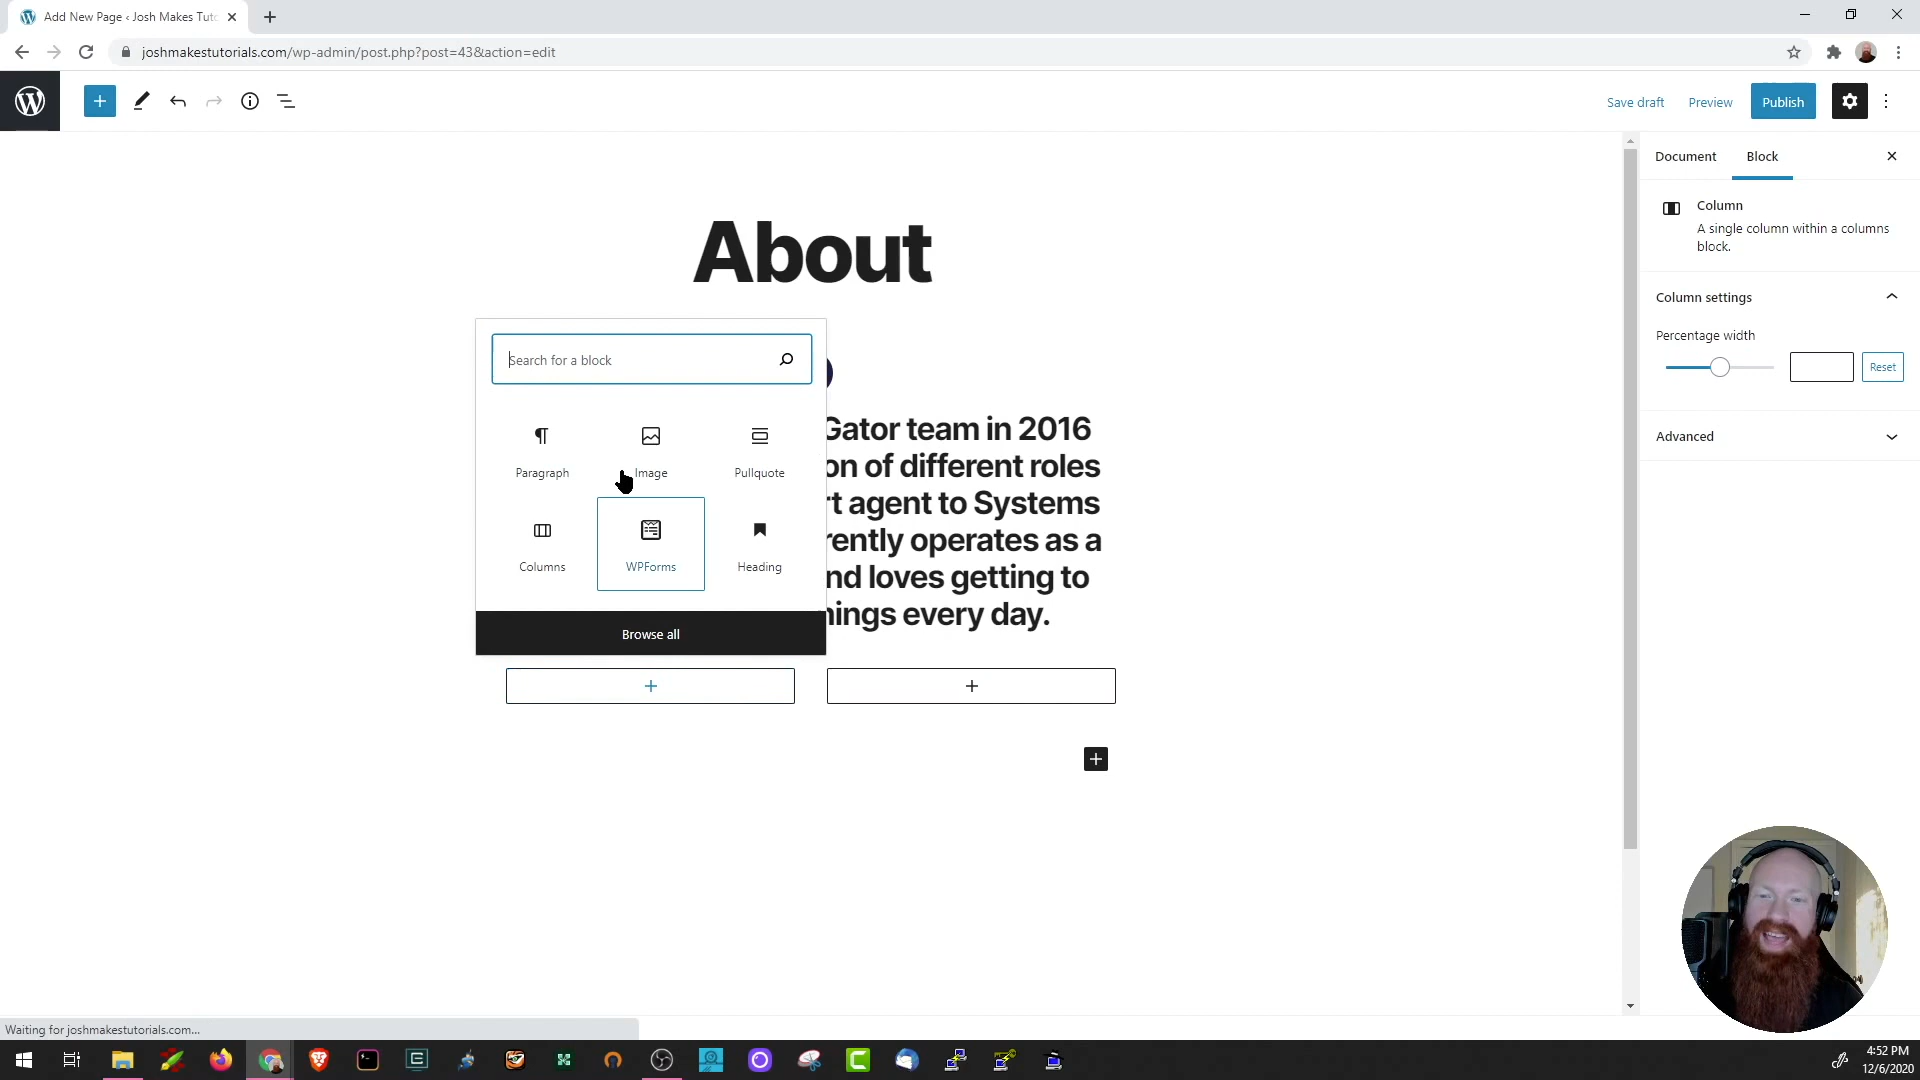 Add New Page ‹ Josh Makes Tuto
joshmakestutorials.com/wp-admin/post.php?post=43&action=edit
Save draft
Preview
Publish
Document
Block
Column
A single column within a columns
block.
Column settings
Percentage width
Reset
Advanced
About
Search for a block
Paragraph
Image
Pullquote
Columns
WPForms
Heading
Browse all
Gator team in 2016
on of different roles
rt agent to Systems
rently operates as a
nd loves getting to
nings every day.
Waiting for joshmakestutorials.com...
4:52 PM
12/6/2020